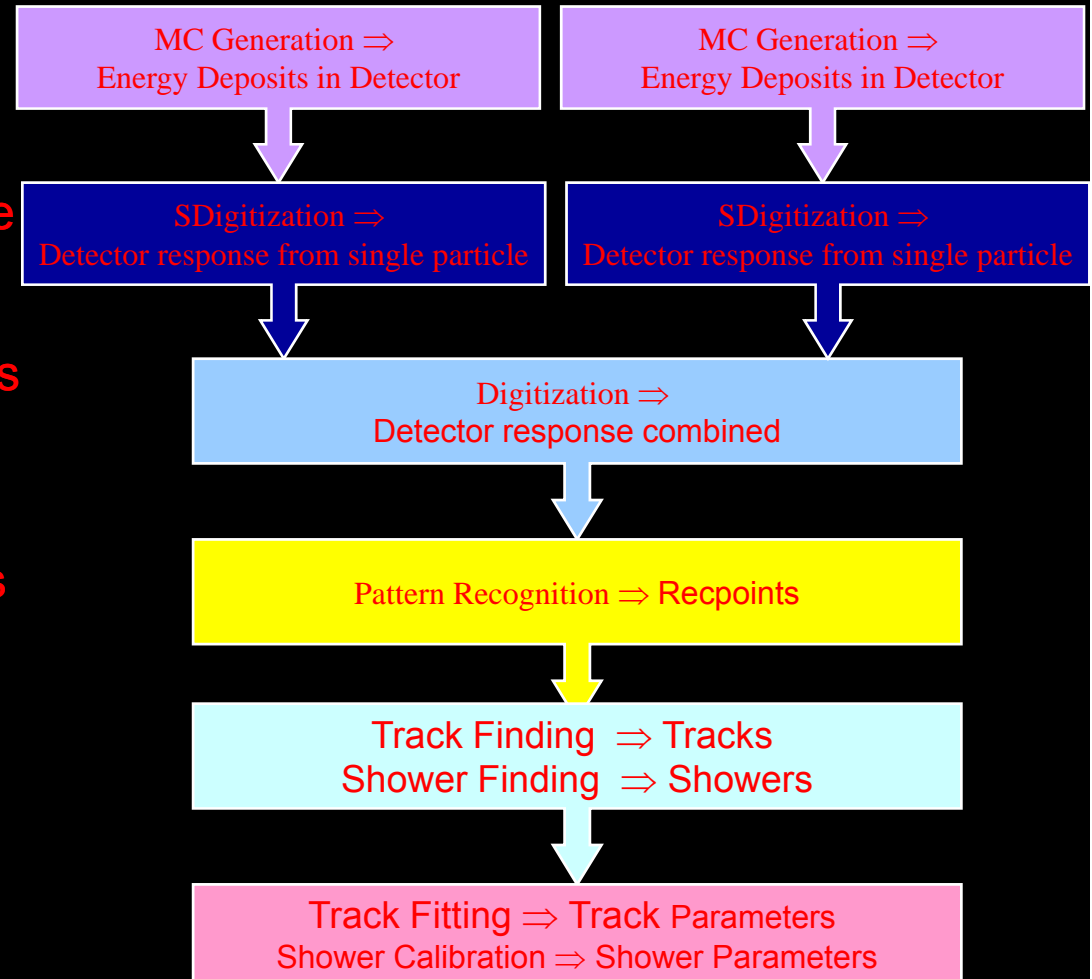 MC Generation ⇒
Energy Deposits in Detector
MC Generation ⇒
Energy Deposits in Detector
SDigitization ⇒
Detector response from single particle
SDigitization ⇒
Detector response from single particle
Digitization ⇒
Detector response combined
Pattern Recognition ⇒ Recpoints
Track Finding ⇒ Tracks
Shower Finding ⇒ Showers
Track Fitting ⇒ Track Parameters
Shower Calibration ⇒ Shower Parameters